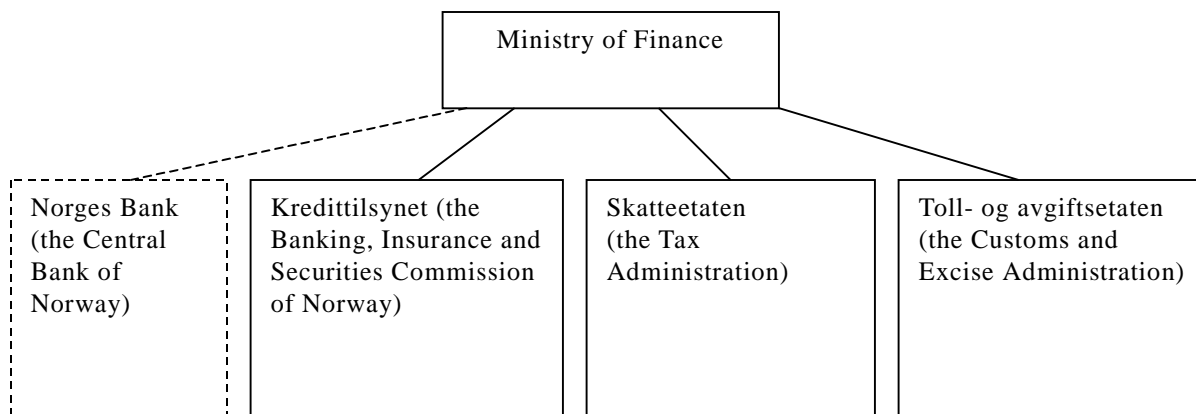 Ministry of Finance
Norges Bank
(the Central
Bank of
Norway)
Kredittilsynet (the
Banking, Insurance and
Securities Commission
of Norway)
Skatteetaten
(the Tax
Administration)
Toll- og avgiftsetaten
(the Customs and
Excise Administration)